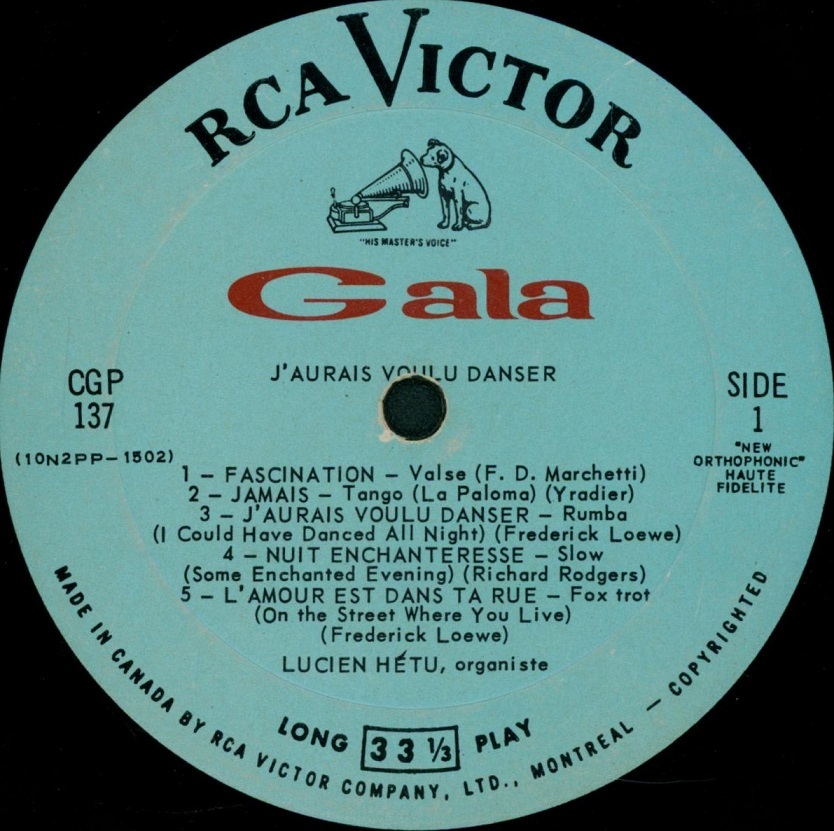 RCA VICTOR
"HIS MASTER'S VOICE"
Gala
J'AURAIS VOULU DANSER
CGP
137
(10N2PP-1502)
SIDE
1
"NEW
ORTHOPHONIC"
HAUTE
FIDELITE
1 – FASCINATION – Valse (F. D. Marchetti)
2 – JAMAIS – Tango (La Paloma) (Yradier)
3 – J'AURAIS VOULU DANSER – Rumba
(I Could Have Danced All Night) (Frederick Loewe)
4 – NUIT ENCHANTERESSE – Slow
(Some Enchanted Evening) (Richard Rodgers)
5 – L'AMOUR EST DANS TA RUE – Fox trot
(On the Street Where You Live)
(Frederick Loewe)
LUCIEN HÉTU, organiste
LONG 33 1/3 PLAY
MADE IN CANADA BY RCA VICTOR COMPANY, LTD., MONTREAL – COPYRIGHTED